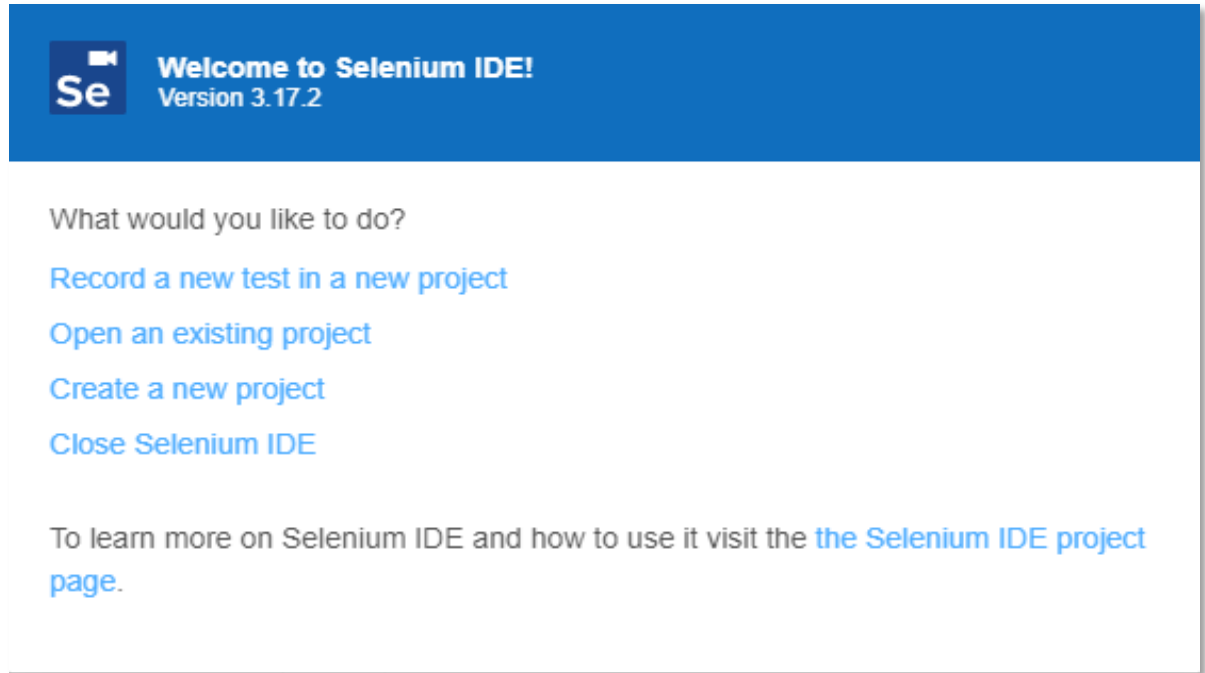 Se
Welcome to Selenium IDE!
Version 3.17.2
What would you like to do?
Record a new test in a new project
Open an existing project
Create a new project
Close Selenium IDE
To learn more on Selenium IDE and how to use it visit the the Selenium IDE project
page.